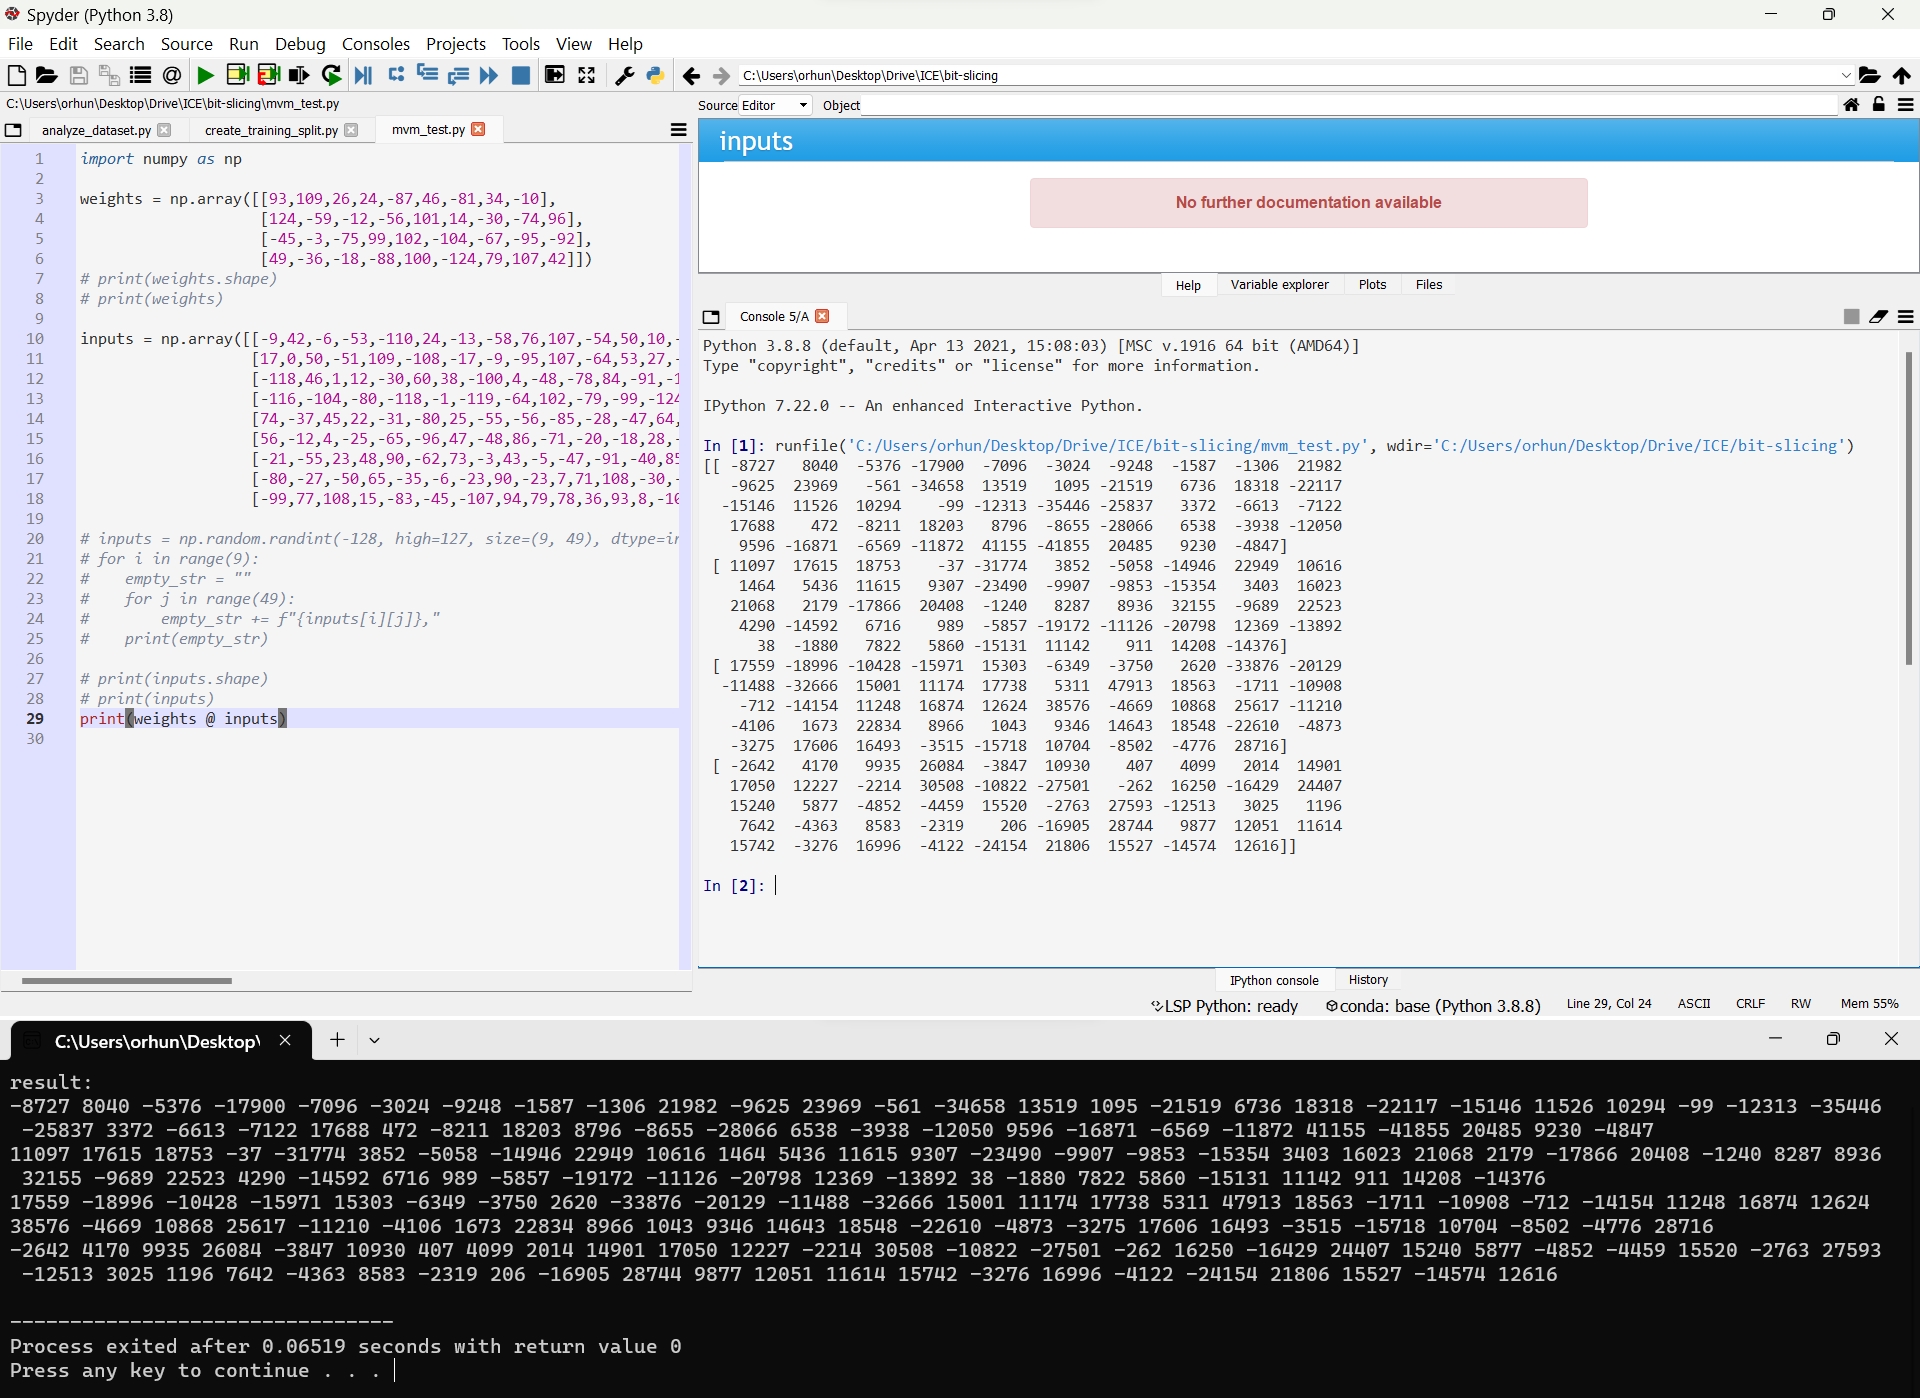 Spyder (Python 3.8)
File Edit Search Source Run Debug Consoles Projects Tools View Help
C:\Users\orhun\Desktop\Drive\ICE\bit-slicing
C:\Users\orhun\Desktop\Drive\ICE\bit-slicing\mvm_test.py
analyze_dataset.py create_training_split.py mvm_test.py
1 import numpy as np
2
3 weights = np.array([[93,109,26,24,-87,46,-81,34,-10],
4 [124,-59,-12,-56,101,14,-30,-74,96],
5 [-45,-3,-75,99,102,-104,-67,-95,-92],
6 [49,-36,-18,-88,100,-124,79,107,42]])
7 # print(weights.shape)
8 # print(weights)
9
10 inputs = np.array([[-9,42,-6,-53,-110,24,-13,-58,76,107,-54,50,10,-
11 [17,0,50,-51,109,-108,-17,-9,-95,107,-64,53,27,-
12 [-118,46,1,12,-30,60,38,-100,4,-48,-78,84,-91,-1
13 [-116,-104,-80,-118,-1,-119,-64,102,-79,-99,-124
14 [74,-37,45,22,-31,-80,25,-55,-56,-85,-28,-47,64,
15 [56,-12,4,-25,-65,-96,47,-48,86,-71,-20,-18,28,-
16 [-21,-55,23,48,90,-62,73,-3,43,-5,-47,-91,-40,85
17 [-80,-27,-50,65,-35,-6,-23,90,-23,7,71,108,-30,-
18 [-99,77,108,15,-83,-45,-107,94,79,78,36,93,8,-10
19
20 # inputs = np.random.randint(-128, high=127, size=(9, 49), dtype=in
21 # for i in range(9):
22 # empty_str = ""
23 # for j in range(49):
24 # empty_str += f"{inputs[i][j]},"
25 # print(empty_str)
26
27 # print(inputs.shape)
28 # print(inputs)
29 print(weights @ inputs)
30
Source Editor Object
inputs
No further documentation available
Help Variable explorer Plots Files
Console 5/A
Python 3.8.8 (default, Apr 13 2021, 15:08:03) [MSC v.1916 64 bit (AMD64)]
Type "copyright", "credits" or "license" for more information.
IPython 7.22.0 -- An enhanced Interactive Python.
In [1]: runfile('C:/Users/orhun/Desktop/Drive/ICE/bit-slicing/mvm_test.py', wdir='C:/Users/orhun/Desktop/Drive/ICE/bit-slicing')
[[ -8727 8040 -5376 -17900 -7096 -3024 -9248 -1587 -1306 21982
-9625 23969 -561 -34658 13519 1095 -21519 6736 18318 -22117
-15146 11526 10294 -99 -12313 -35446 -25837 3372 -6613 -7122
17688 472 -8211 18203 8796 -8655 -28066 6538 -3938 -12050
9596 -16871 -6569 -11872 41155 -41855 20485 9230 -4847]
[ 11097 17615 18753 -37 -31774 3852 -5058 -14946 22949 10616
1464 5436 11615 9307 -23490 -9907 -9853 -15354 3403 16023
21068 2179 -17866 20408 -1240 8287 8936 32155 -9689 22523
4290 -14592 6716 989 -5857 -19172 -11126 -20798 12369 -13892
38 -1880 7822 5860 -15131 11142 911 14208 -14376]
[ 17559 -18996 -10428 -15971 15303 -6349 -3750 2620 -33876 -20129
-11488 -32666 15001 11174 17738 5311 47913 18563 -1711 -10908
-712 -14154 11248 16874 12624 38576 -4669 10868 25617 -11210
-4106 1673 22834 8966 1043 9346 14643 18548 -22610 -4873
-3275 17606 16493 -3515 -15718 10704 -8502 -4776 28716]
[ -2642 4170 9935 26084 -3847 10930 407 4099 2014 14901
17050 12227 -2214 30508 -10822 -27501 -262 16250 -16429 24407
15240 5877 -4852 -4459 15520 -2763 27593 -12513 3025 1196
7642 -4363 8583 -2319 206 -16905 28744 9877 12051 11614
15742 -3276 16996 -4122 -24154 21806 15527 -14574 12616]]
In [2]:
IPython console History
LSP Python: ready conda: base (Python 3.8.8) Line 29, Col 24 ASCII CRLF RW Mem 55%
C:\Users\orhun\Desktop\
result:
-8727 8040 -5376 -17900 -7096 -3024 -9248 -1587 -1306 21982 -9625 23969 -561 -34658 13519 1095 -21519 6736 18318 -22117 -15146 11526 10294 -99 -12313 -35446
-25837 3372 -6613 -7122 17688 472 -8211 18203 8796 -8655 -28066 6538 -3938 -12050 9596 -16871 -6569 -11872 41155 -41855 20485 9230 -4847
11097 17615 18753 -37 -31774 3852 -5058 -14946 22949 10616 1464 5436 11615 9307 -23490 -9907 -9853 -15354 3403 16023 21068 2179 -17866 20408 -1240 8287 8936
32155 -9689 22523 4290 -14592 6716 989 -5857 -19172 -11126 -20798 12369 -13892 38 -1880 7822 5860 -15131 11142 911 14208 -14376
17559 -18996 -10428 -15971 15303 -6349 -3750 2620 -33876 -20129 -11488 -32666 15001 11174 17738 5311 47913 18563 -1711 -10908 -712 -14154 11248 16874 12624
38576 -4669 10868 25617 -11210 -4106 1673 22834 8966 1043 9346 14643 18548 -22610 -4873 -3275 17606 16493 -3515 -15718 10704 -8502 -4776 28716
-2642 4170 9935 26084 -3847 10930 407 4099 2014 14901 17050 12227 -2214 30508 -10822 -27501 -262 16250 -16429 24407 15240 5877 -4852 -4459 15520 -2763 27593
-12513 3025 1196 7642 -4363 8583 -2319 206 -16905 28744 9877 12051 11614 15742 -3276 16996 -4122 -24154 21806 15527 -14574 12616
--------------------------------
Process exited after 0.06519 seconds with return value 0
Press any key to continue . . .